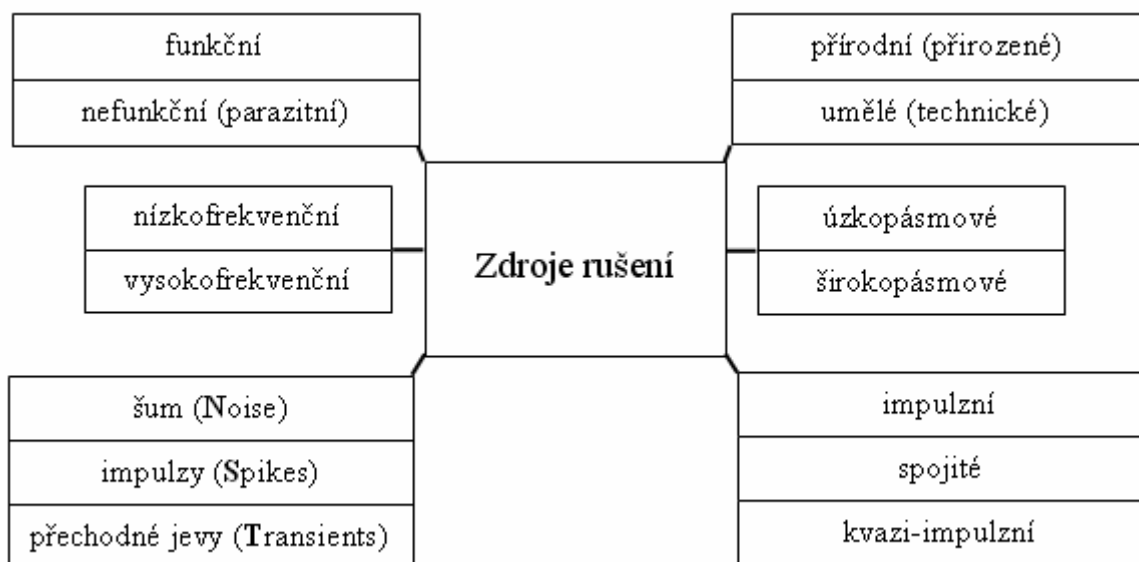 funkční
nefunkční (parazitní)
přírodní (přirozené)
umělé (technické)
nízkofrekvenční
vysokofrekvenční
Zdroje rušení
úzkopásmové
širokopásmové
šum (Noise)
impulzy (Spikes)
přechodné jevy (Transients)
impulzní
spojité
kvazi-impulzní